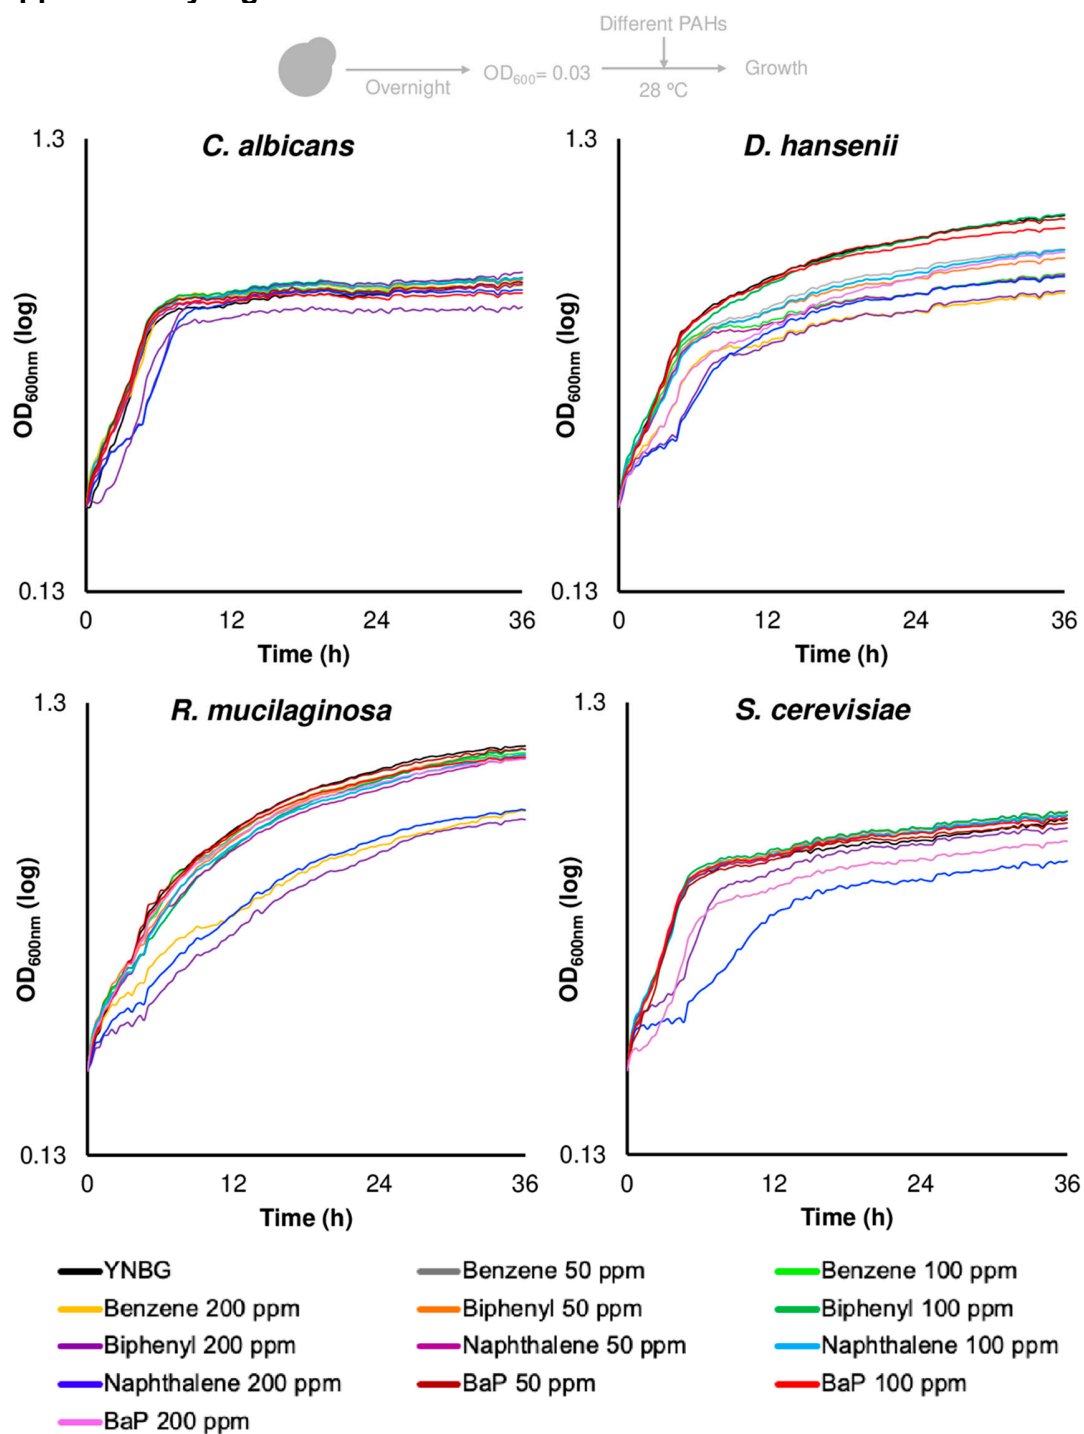 Different PAHs
Overnight
OD600= 0.03
28 ºC
Growth
C. albicans
1.3
OD600nm (log)
0.13
0 12 24 36
Time (h)
D. hansenii
1.3
OD600nm (log)
0.13
0 12 24 36
Time (h)
R. mucilaginosa
1.3
OD600nm (log)
0.13
0 12 24 36
Time (h)
S. cerevisiae
1.3
OD600nm (log)
0.13
0 12 24 36
Time (h)
YNBG Benzene 50 ppm Benzene 100 ppm
Benzene 200 ppm Biphenyl 50 ppm Biphenyl 100 ppm
Biphenyl 200 ppm Naphthalene 50 ppm Naphthalene 100 ppm
Naphthalene 200 ppm BaP 50 ppm BaP 100 ppm
BaP 200 ppm